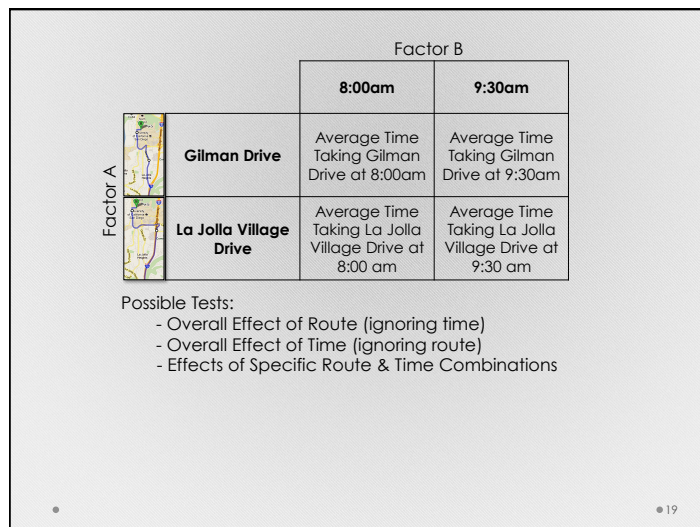 Factor B
8:00am 9:30am
Factor A
Gilman Drive
Average Time
Taking Gilman
Drive at 8:00am
Average Time
Taking Gilman
Drive at 9:30am
La Jolla Village
Drive
Average Time
Taking La Jolla
Village Drive at
8:00 am
Average Time
Taking La Jolla
Village Drive at
9:30 am
Possible Tests:
- Overall Effect of Route (ignoring time)
- Overall Effect of Time (ignoring route)
- Effects of Specific Route & Time Combinations
19